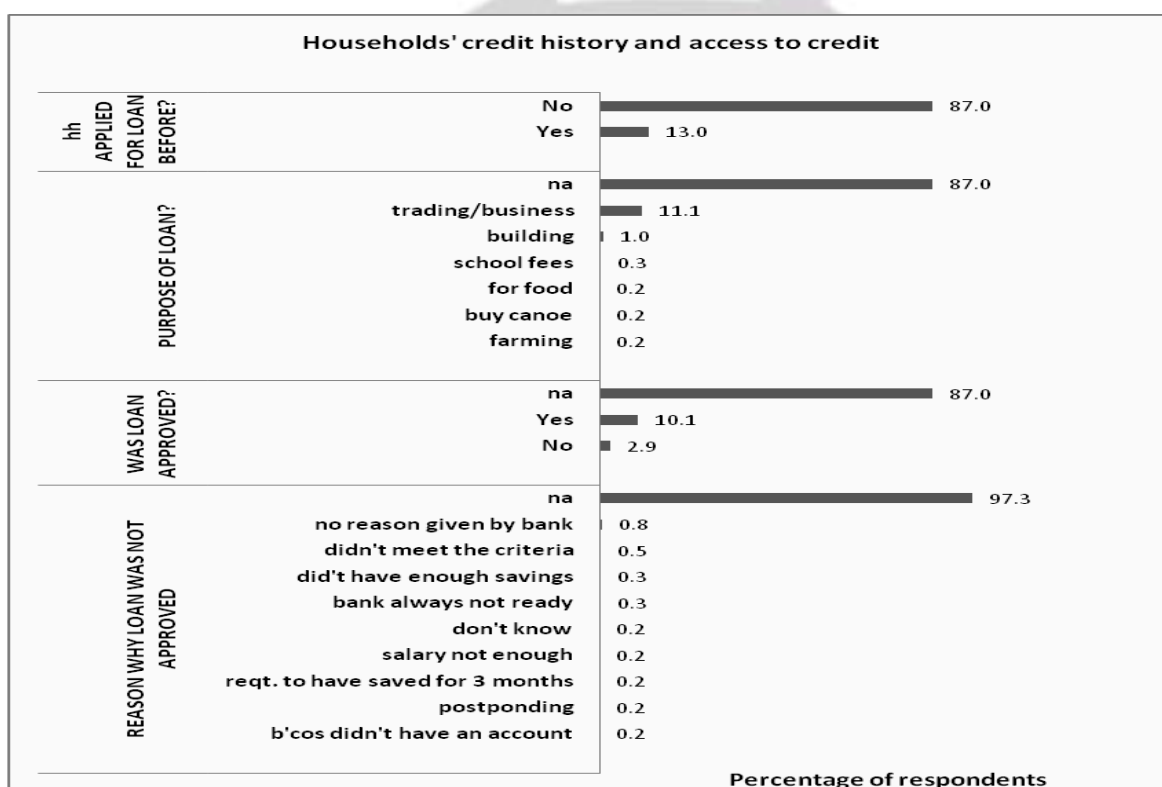 Households' credit history and access to credit
hh
APPLIED
FOR LOAN
BEFORE?
No 87.0
Yes 13.0
PURPOSE OF LOAN?
na 87.0
trading/business 11.1
building 1.0
school fees 0.3
for food 0.2
buy canoe 0.2
farming 0.2
WAS LOAN
APPROVED?
na 87.0
Yes 10.1
No 2.9
REASON WHY LOAN WAS NOT
APPROVED
na 97.3
no reason given by bank 0.8
didn't meet the criteria 0.5
did't have enough savings 0.3
bank always not ready 0.3
don't know 0.2
salary not enough 0.2
reqt. to have saved for 3 months 0.2
postponding 0.2
b'cos didn't have an account 0.2
Percentage of respondents